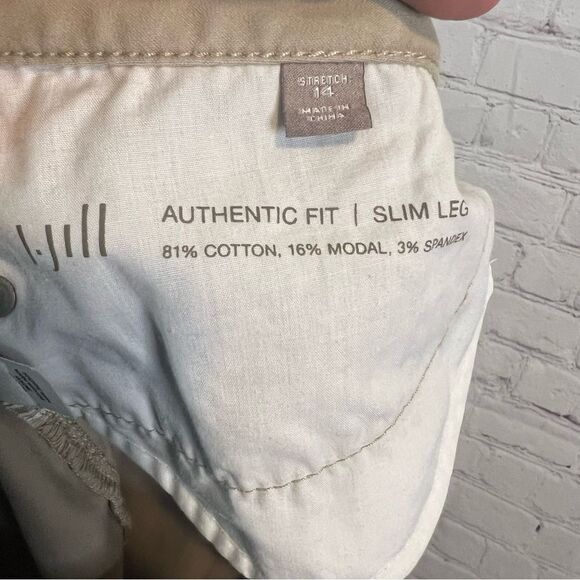 STRETCH
14
MADE IN
CHINA
J.Jill
AUTHENTIC FIT | SLIM LEG
81% COTTON, 16% MODAL, 3% SPANDEX